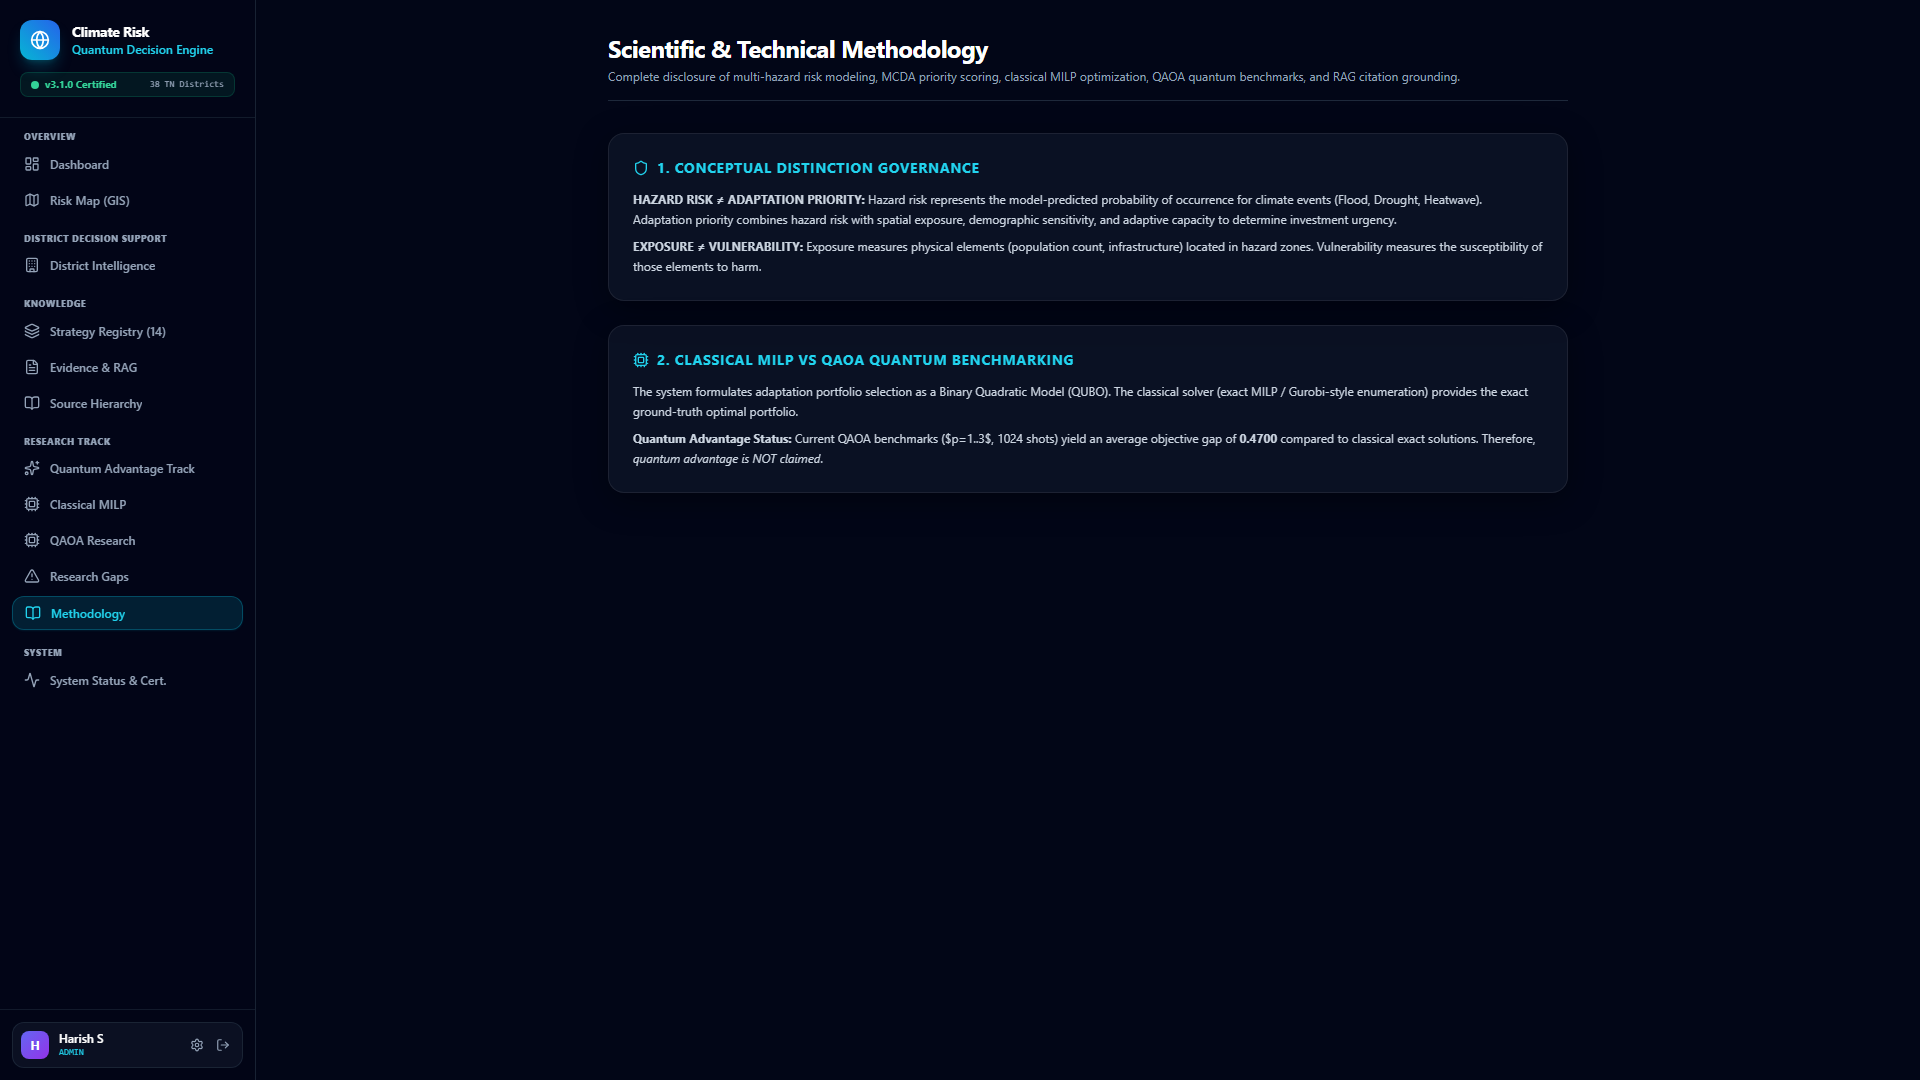 Climate Risk
Quantum Decision Engine
v3.1.0 Certified
38 TN Districts
OVERVIEW
Dashboard
Risk Map (GIS)
DISTRICT DECISION SUPPORT
District Intelligence
KNOWLEDGE
Strategy Registry (14)
Evidence & RAG
Source Hierarchy
RESEARCH TRACK
Quantum Advantage Track
Classical MILP
QAOA Research
Research Gaps
Methodology
SYSTEM
System Status & Cert.
H
Harish S
ADMIN
Scientific & Technical Methodology
Complete disclosure of multi-hazard risk modeling, MCDA priority scoring, classical MILP optimization, QAOA quantum benchmarks, and RAG citation grounding.
1. CONCEPTUAL DISTINCTION GOVERNANCE
HAZARD RISK ≠ ADAPTATION PRIORITY: Hazard risk represents the model-predicted probability of occurrence for climate events (Flood, Drought, Heatwave).
Adaptation priority combines hazard risk with spatial exposure, demographic sensitivity, and adaptive capacity to determine investment urgency.
EXPOSURE ≠ VULNERABILITY: Exposure measures physical elements (population count, infrastructure) located in hazard zones. Vulnerability measures the susceptibility of
those elements to harm.
2. CLASSICAL MILP VS QAOA QUANTUM BENCHMARKING
The system formulates adaptation portfolio selection as a Binary Quadratic Model (QUBO). The classical solver (exact MILP / Gurobi-style enumeration) provides the exact
ground-truth optimal portfolio.
Quantum Advantage Status: Current QAOA benchmarks ($p=1..3$, 1024 shots) yield an average objective gap of 0.4700 compared to classical exact solutions. Therefore,
quantum advantage is NOT claimed.